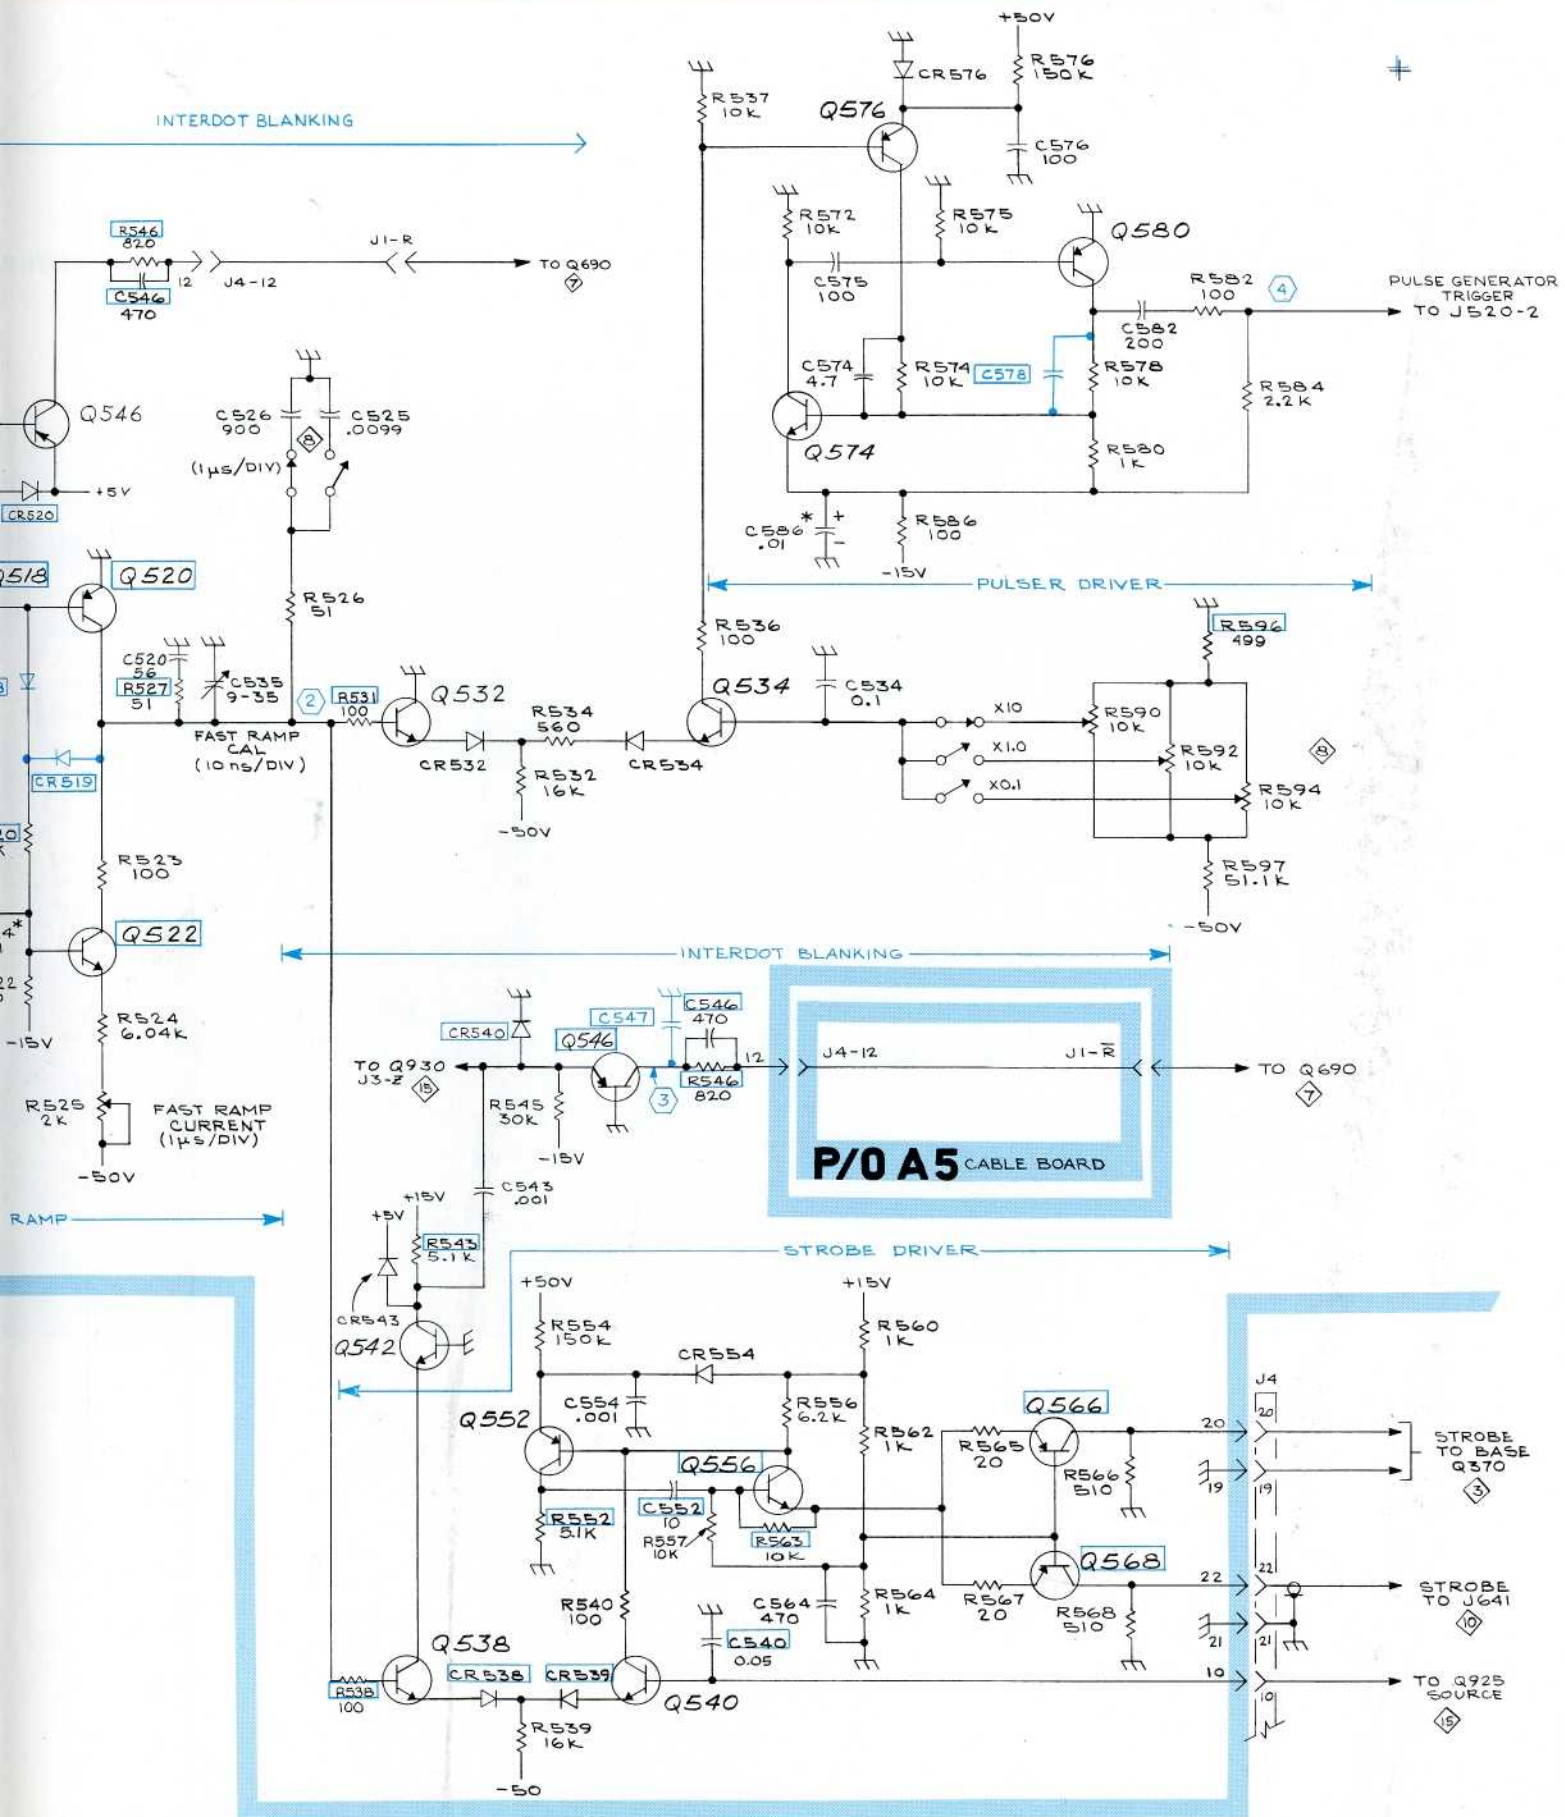 +50V
R576
150K
CR576
R537
10K
Q576
C576
100
INTERDOT BLANKING
R546
820
12
J4-12
C546
470
J1-R
TO Q690
7
R572
10K
R575
10K
Q580
C575
100
R582
100
4
PULSE GENERATOR
TRIGGER
TO J520-2
C582
200
C574
4.7
R574
10K
C578
R578
10K
R584
2.2K
Q574
R580
1K
Q546
C526
900
8
C525
.0099
(1µs/DIV)
+5V
CR520
*
+
C586
.01
-
R586
100
-15V
PULSER DRIVER
Q518
Q520
R526
51
R536
100
R596
499
C520
56
R527
51
C535
9-35
2
R531
100
Q532
R534
560
Q534
C534
0.1
X10
R590
10K
FAST RAMP
CAL
(10ns/DIV)
CR532
R532
16K
CR534
X1.0
R592
10K
8
CR519
X0.1
R594
10K
-50V
R523
100
R597
51.1K
-50V
4*
Q522
INTERDOT BLANKING
R524
6.04K
-15V
CR540
C547
C546
470
Q546
12
J4-12
J1-R̅
TO Q690
7
TO Q930
J3-Z
15
R545
30K
3
R546
820
R525
2K
FAST RAMP
CURRENT
(1µs/DIV)
-50V
-15V
P/O A5 CABLE BOARD
C543
.001
RAMP
+15V
+5V
R543
5.1K
STROBE DRIVER
CR543
Q542
+50V
+15V
R554
150K
R560
1K
CR554
C554
.001
R556
6.2K
Q552
R562
1K
Q566
J4
20
20
STROBE
TO BASE
Q370
3
R565
20
R566
510
19
19
Q556
C552
10
R552
5.1K
R557
10K
R563
10K
Q568
22
22
STROBE
TO J641
10
R564
1K
R567
20
R568
510
21
21
R540
100
C564
470
C540
0.05
Q538
R538
100
CR538
CR539
Q540
10
10
TO Q925
SOURCE
15
R539
16K
-50